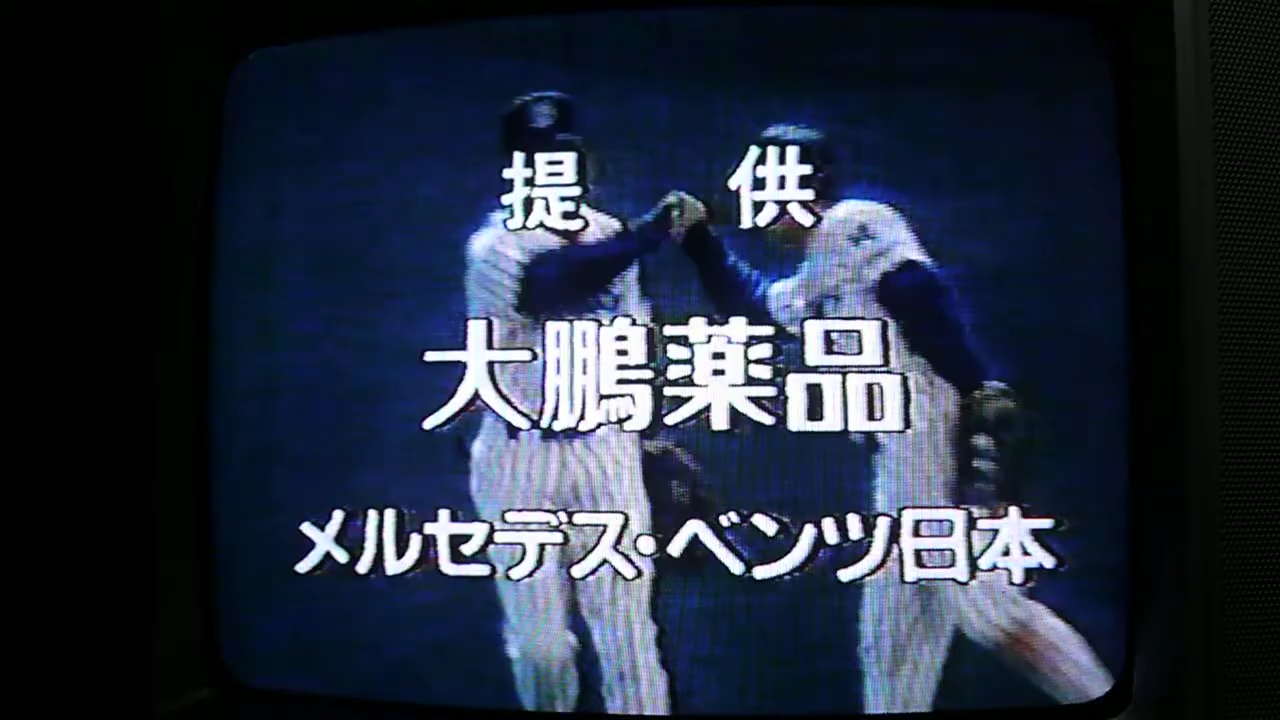 提 供
大鵬薬品
メルセデス・ベンツ日本